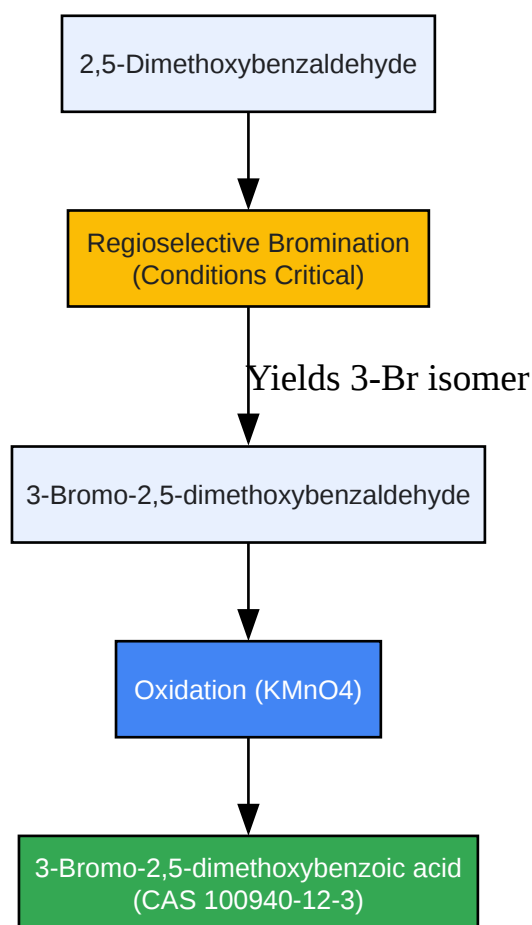 2,5-Dimethoxybenzaldehyde
Regioselective Bromination
(Conditions Critical)
Yields 3-Br isomer
3-Bromo-2,5-dimethoxybenzaldehyde
Oxidation (KMnO4)
3-Bromo-2,5-dimethoxybenzoic acid
(CAS 100940-12-3)